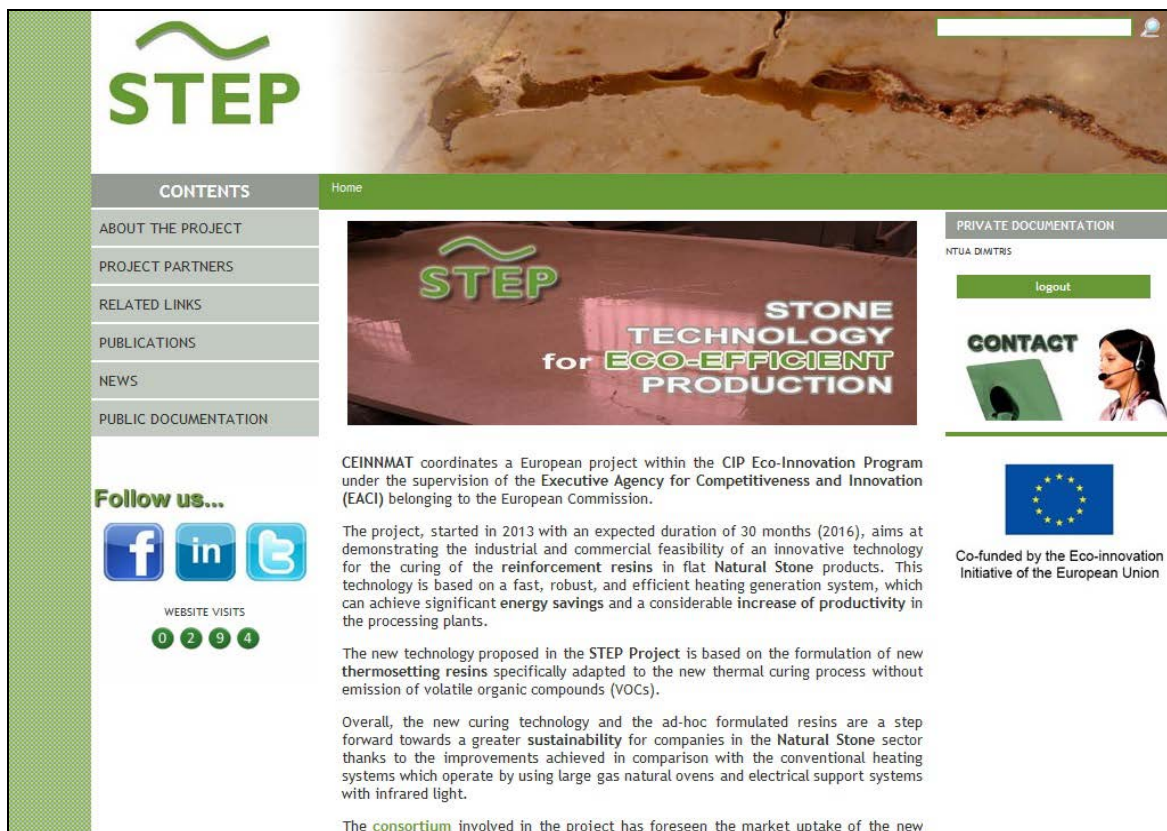 STEP
CONTENTS
Home
ABOUT THE PROJECT
PROJECT PARTNERS
RELATED LINKS
PUBLICATIONS
NEWS
PUBLIC DOCUMENTATION
Follow us...
f
in
t
WEBSITE VISITS
0 2 9 4
STEP
STONE
TECHNOLOGY
for ECO-EFFICIENT
PRODUCTION
CEINNMAT coordinates a European project within the CIP Eco-Innovation Program
under the supervision of the Executive Agency for Competitiveness and Innovation
(EACI) belonging to the European Commission.
The project, started in 2013 with an expected duration of 30 months (2016), aims at
demonstrating the industrial and commercial feasibility of an innovative technology
for the curing of the reinforcement resins in flat Natural Stone products. This
technology is based on a fast, robust, and efficient heating generation system, which
can achieve significant energy savings and a considerable increase of productivity in
the processing plants.
The new technology proposed in the STEP Project is based on the formulation of new
thermosetting resins specifically adapted to the new thermal curing process without
emission of volatile organic compounds (VOCs).
Overall, the new curing technology and the ad-hoc formulated resins are a step
forward towards a greater sustainability for companies in the Natural Stone sector
thanks to the improvements achieved in comparison with the conventional heating
systems which operate by using large gas natural ovens and electrical support systems
with infrared light.
The consortium involved in the project has foreseen the market uptake of the new
PRIVATE DOCUMENTATION
NTUA DIMITRIS
logout
CONTACT
Co-funded by the Eco-innovation
Initiative of the European Union